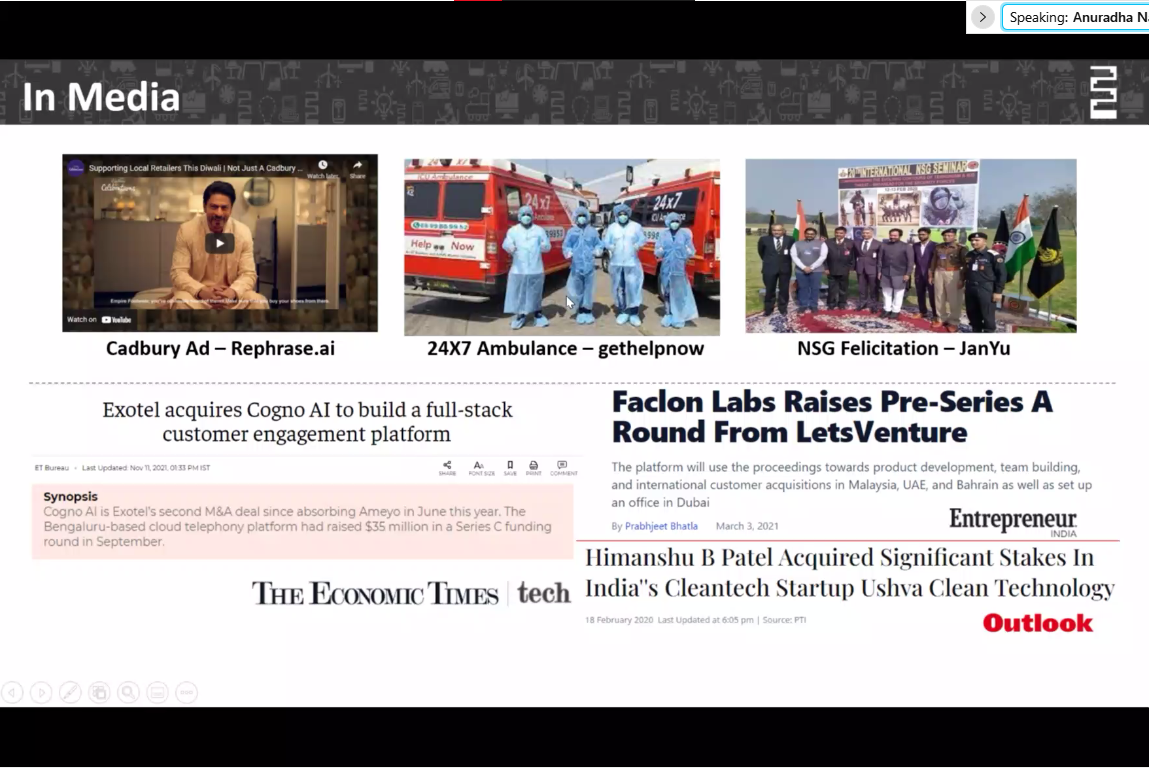 Speaking: Anuradha
In Media
Supporting Local Retailers This Diwali | Not Just A Cadbury ...
Watch later
Share
Celebrations
Watch on YouTube
ICU Ambulance
24x7
24x7
Help Now
20TH INTERNATIONAL NSG SEMINAR
Cadbury Ad – Rephrase.ai
24X7 Ambulance – gethelpnow
NSG Felicitation – JanYu
Exotel acquires Cogno AI to build a full-stack
customer engagement platform
ET Bureau • Last Updated: Nov 11, 2021, 01:33 PM IST
SHARE
FONT SIZE
SAVE
PRINT
COMMENT
Synopsis
Cogno AI is Exotel's second M&A deal since absorbing Ameyo in June this year. The
Bengaluru-based cloud telephony platform had raised $35 million in a Series C funding
round in September.
THE ECONOMIC TIMES | tech
Faclon Labs Raises Pre-Series A
Round From LetsVenture
The platform will use the proceedings towards product development, team building,
and international customer acquisitions in Malaysia, UAE, and Bahrain as well as set up
an office in Dubai
By Prabhjeet Bhatla March 3, 2021
Entrepreneur
INDIA
Himanshu B Patel Acquired Significant Stakes In
India''s Cleantech Startup Ushva Clean Technology
18 February 2020 Last Updated at 6:05 pm | Source: PTI
Outlook